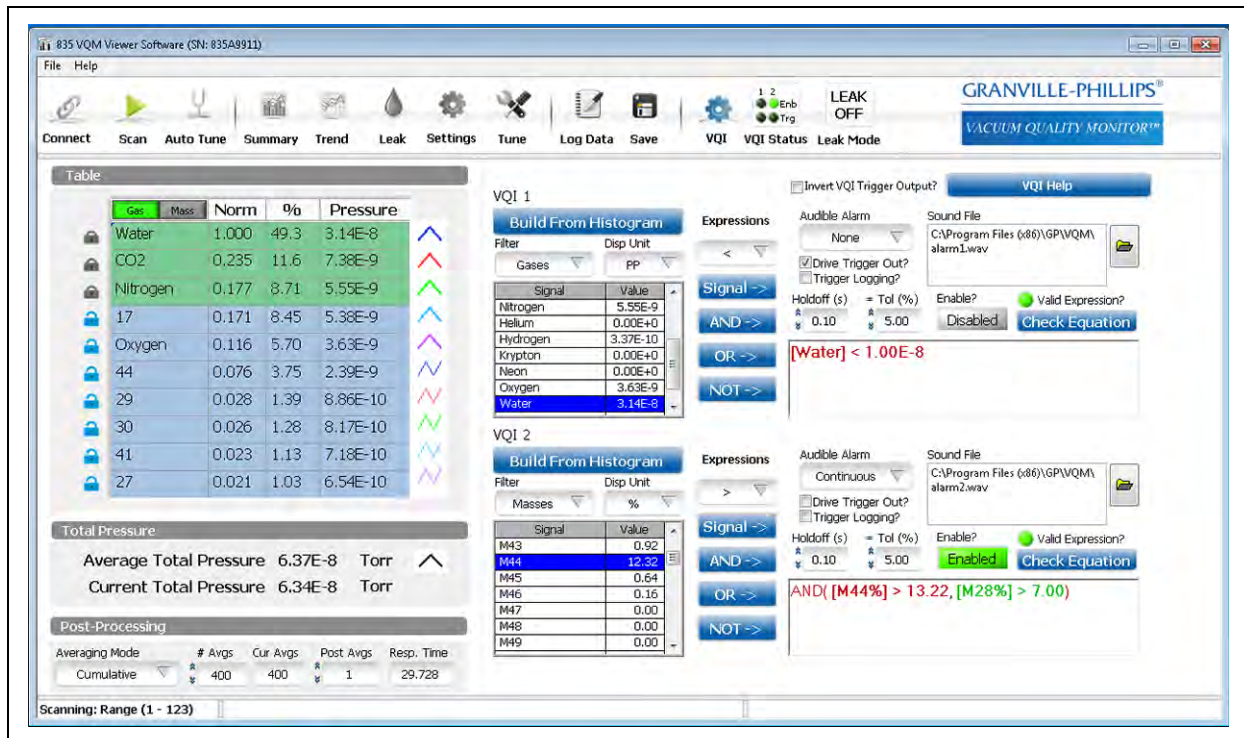 835 VQM Viewer Software (SN: 835A9911)
File Help
Connect Scan Auto Tune Summary Trend Leak Settings Tune Log Data Save VQI VQI Status Leak Mode
1 2
Enb
Trg
LEAK
OFF
GRANVILLE-PHILLIPS®
VACUUM QUALITY MONITOR™
Table
Gas Mass Norm % Pressure
Water 1.000 49.3 3.14E-8
CO2 0.235 11.6 7.38E-9
Nitrogen 0.177 8.71 5.55E-9
17 0.171 8.45 5.38E-9
Oxygen 0.116 5.70 3.63E-9
44 0.076 3.75 2.39E-9
29 0.028 1.39 8.86E-10
30 0.026 1.28 8.17E-10
41 0.023 1.13 7.18E-10
27 0.021 1.03 6.54E-10
Total Pressure
Average Total Pressure 6.37E-8 Torr
Current Total Pressure 6.34E-8 Torr
Post-Processing
Averaging Mode # Avgs Cur Avgs Post Avgs Resp. Time
Cumulative 400 400 1 29.728
VQI 1
Build From Histogram
Filter Disp Unit
Gases PP
Signal Value
Nitrogen 5.55E-9
Helium 0.00E+0
Hydrogen 3.37E-10
Krypton 0.00E+0
Neon 0.00E+0
Oxygen 3.63E-9
Water 3.14E-8
Expressions
<
Signal ->
AND ->
OR ->
NOT ->
Invert VQI Trigger Output? VQI Help
Audible Alarm Sound File
None
C:\Program Files (x86)\GP\VQM\
alarm1.wav
Drive Trigger Out?
Trigger Logging?
Holdoff (s) = Tol (%) Enable? Valid Expression?
0.10 5.00 Disabled Check Equation
[Water] < 1.00E-8
VQI 2
Build From Histogram
Filter Disp Unit
Masses %
Signal Value
M43 0.92
M44 12.32
M45 0.64
M46 0.16
M47 0.00
M48 0.00
M49 0.00
Expressions
>
Signal ->
AND ->
OR ->
NOT ->
Audible Alarm Sound File
Continuous
C:\Program Files (x86)\GP\VQM\
alarm2.wav
Drive Trigger Out?
Trigger Logging?
Holdoff (s) = Tol (%) Enable? Valid Expression?
0.10 5.00 Enabled Check Equation
AND( [M44%] > 13.22, [M28%] > 7.00)
Scanning: Range (1 - 123)